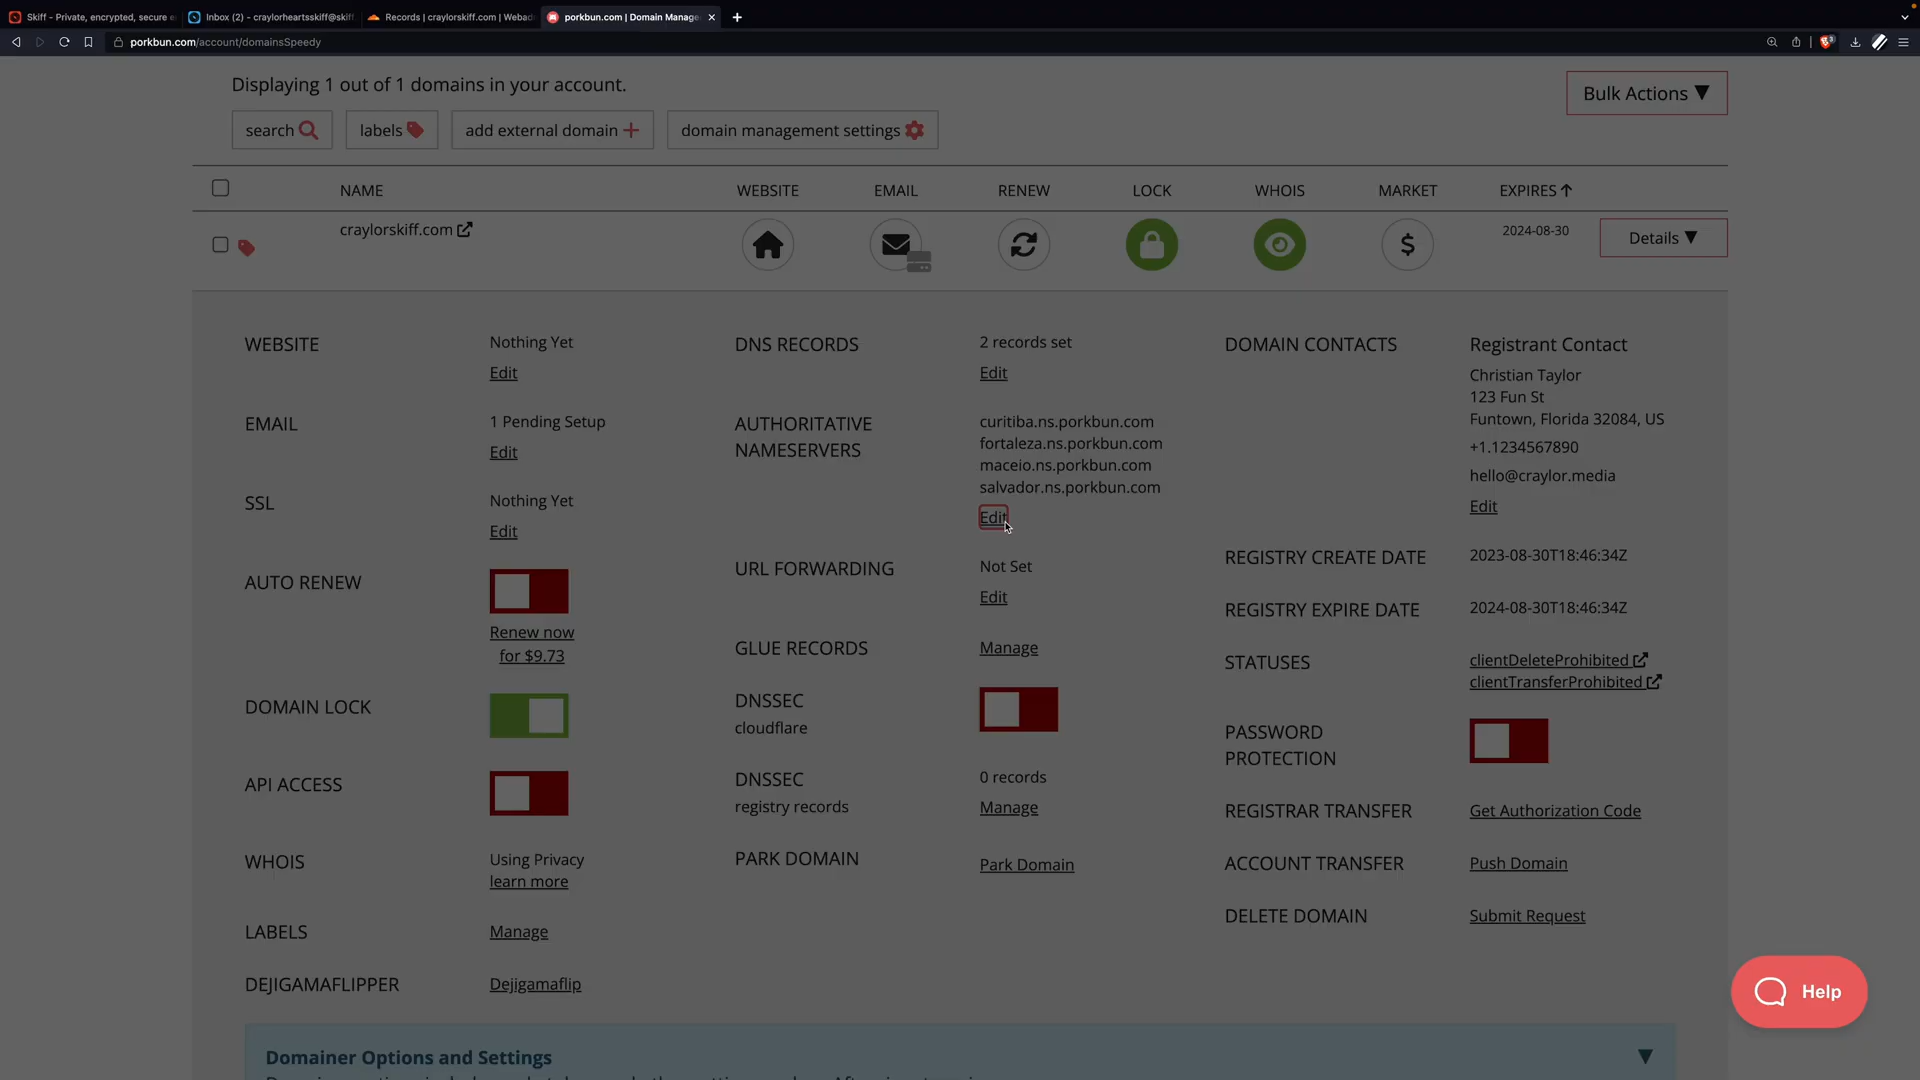 Skiff - Private, encrypted, secure e
Inbox (2) - craylorheartsskiff@skiff
Records | craylorskiff.com | Webad
porkbun.com | Domain Manage
porkbun.com/account/domainsSpeedy
Displaying 1 out of 1 domains in your account.
Bulk Actions ▼
search
labels
add external domain +
domain management settings
NAME
WEBSITE
EMAIL
RENEW
LOCK
WHOIS
MARKET
EXPIRES
craylorskiff.com
$
2024-08-30
Details ▼
WEBSITE
Nothing Yet
Edit
EMAIL
1 Pending Setup
Edit
SSL
Nothing Yet
Edit
AUTO RENEW
Renew now
for $9.73
DOMAIN LOCK
API ACCESS
WHOIS
Using Privacy
learn more
LABELS
Manage
DEJIGAMAFLIPPER
Dejigamaflip
DNS RECORDS
2 records set
Edit
AUTHORITATIVE
NAMESERVERS
curitiba.ns.porkbun.com
fortaleza.ns.porkbun.com
maceio.ns.porkbun.com
salvador.ns.porkbun.com
Edit
URL FORWARDING
Not Set
Edit
GLUE RECORDS
Manage
DNSSEC
cloudflare
DNSSEC
registry records
0 records
Manage
PARK DOMAIN
Park Domain
DOMAIN CONTACTS
Registrant Contact
Christian Taylor
123 Fun St
Funtown, Florida 32084, US
+1.1234567890
hello@craylor.media
Edit
REGISTRY CREATE DATE
2023-08-30T18:46:34Z
REGISTRY EXPIRE DATE
2024-08-30T18:46:34Z
STATUSES
clientDeleteProhibited
clientTransferProhibited
PASSWORD
PROTECTION
REGISTRAR TRANSFER
Get Authorization Code
ACCOUNT TRANSFER
Push Domain
DELETE DOMAIN
Submit Request
Help
Domainer Options and Settings